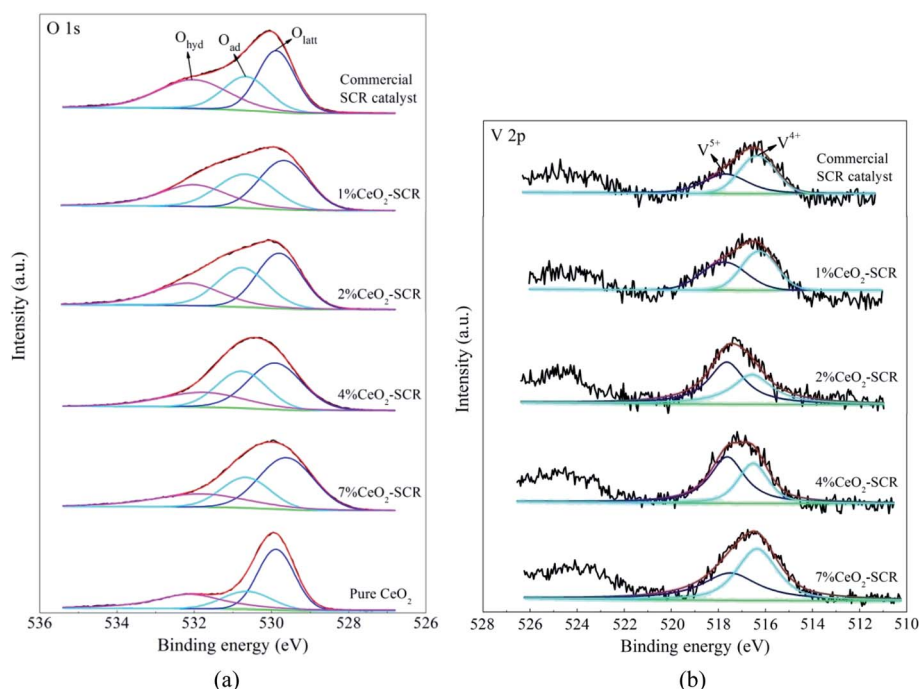 O 1s
O_hyd
O_ad
O_latt
Commercial
SCR catalyst
1%CeO₂-SCR
2%CeO₂-SCR
4%CeO₂-SCR
7%CeO₂-SCR
Pure CeO₂
Intensity (a.u.)
536 534 532 530 528 526
Binding energy (eV)
(a)
V 2p
V⁵⁺
V⁴⁺
Commercial
SCR catalyst
1%CeO₂-SCR
2%CeO₂-SCR
4%CeO₂-SCR
7%CeO₂-SCR
Intensity (a.u.)
528 526 524 522 520 518 516 514 512 510
Binding energy (eV)
(b)